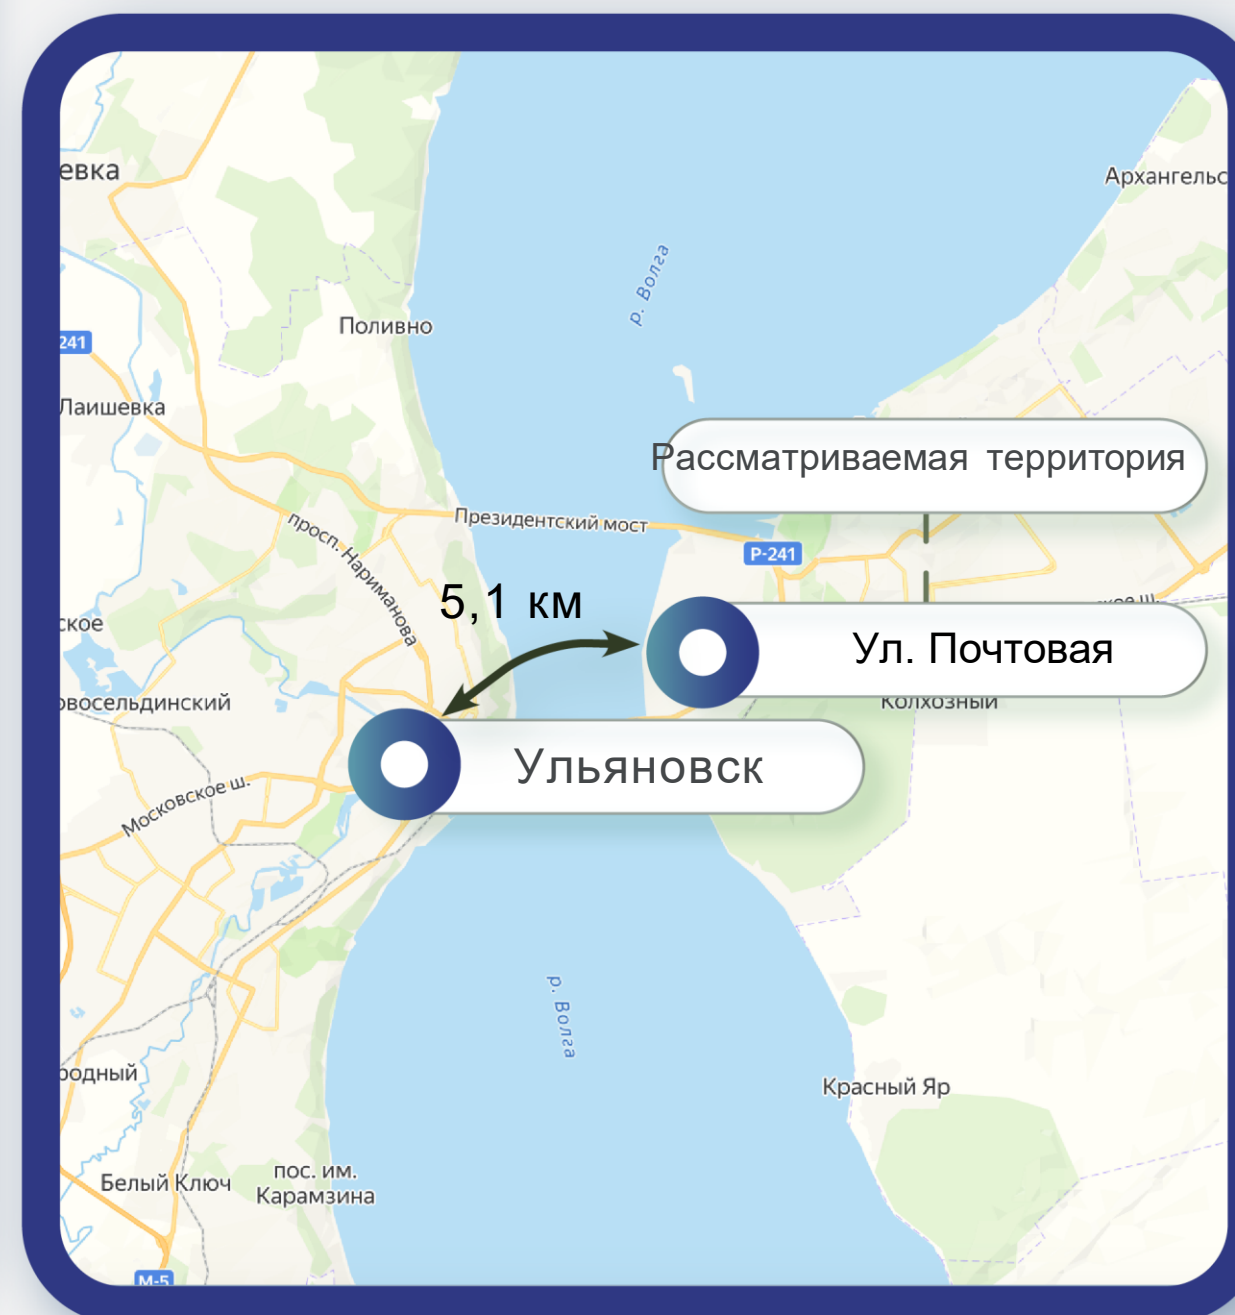 евка
Архангельс
р. Волга
Поливно
241
Лаишевка
Рассматриваемая территория
Президентский мост
просп. Нариманова
Р-241
5,1 км
ское
Ул. Почтовая
овосельдинский
Колхозный
Ульяновск
Московское ш.
р. Волга
родный
Красный Яр
Белый Ключ
пос. им.
Карамзина
М-5